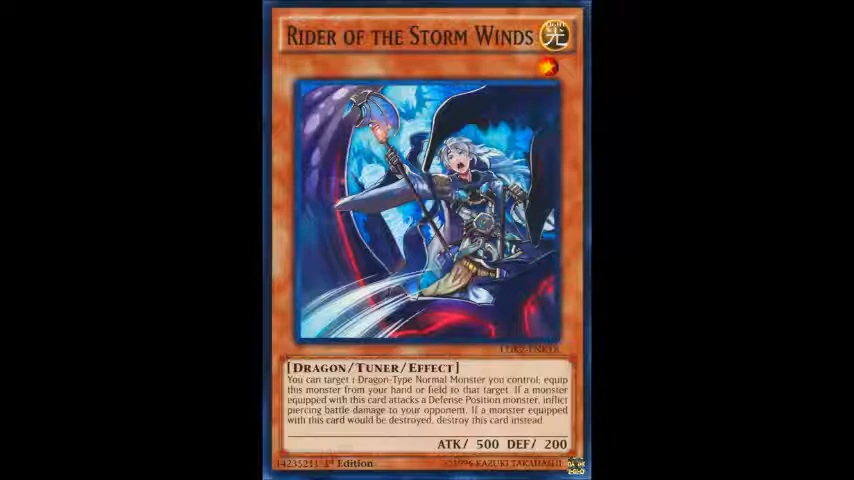 RIDER OF THE STORM WINDS
LIGHT
光
[DRAGON/TUNER/EFFECT]
You can target 1 Dragon-Type Normal Monster you control; equip
this monster from your hand or field to that target. If a monster
equipped with this card attacks a Defense Position monster, inflict
piercing battle damage to your opponent. If a monster equipped
with this card would be destroyed, destroy this card instead.
ATK/ 500 DEF/ 200
14235211 1st Edition ©1996 KAZUKI TAKAHASHI